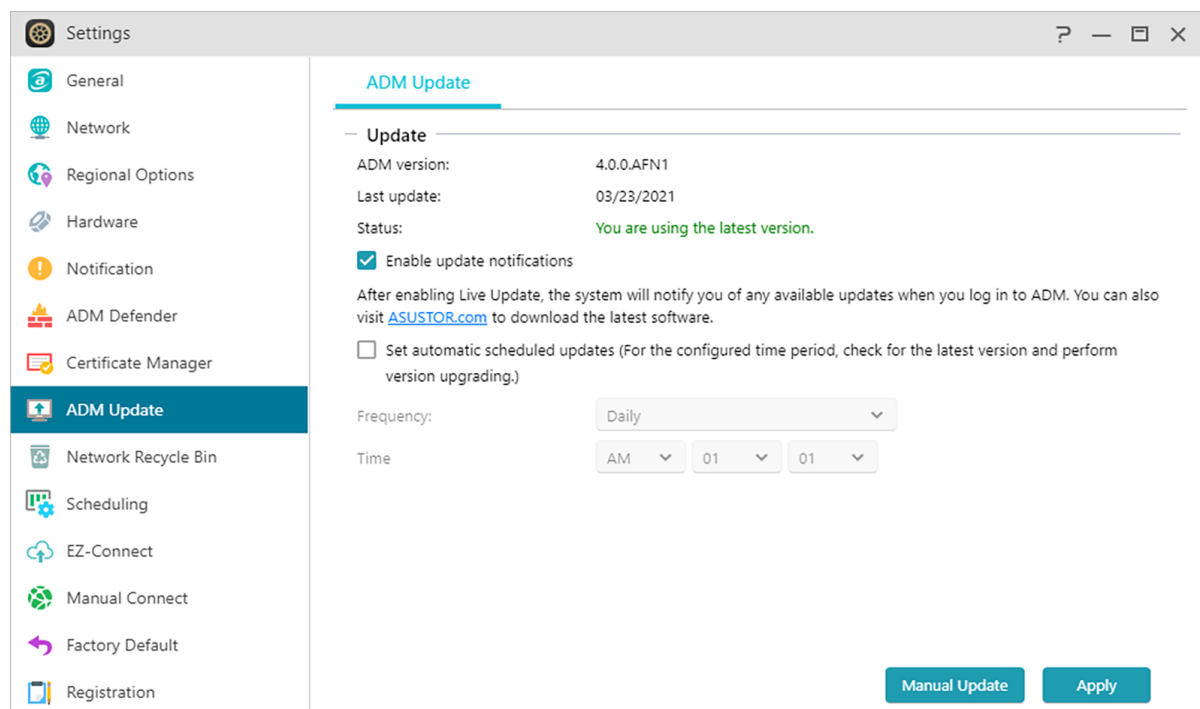 Settings
General
Network
Regional Options
Hardware
Notification
ADM Defender
Certificate Manager
ADM Update
Network Recycle Bin
Scheduling
EZ-Connect
Manual Connect
Factory Default
Registration
ADM Update
Update
ADM version: 4.0.0.AFN1
Last update: 03/23/2021
Status: You are using the latest version.
Enable update notifications
After enabling Live Update, the system will notify you of any available updates when you log in to ADM. You can also
visit ASUSTOR.com to download the latest software.
Set automatic scheduled updates (For the configured time period, check for the latest version and perform
version upgrading.)
Frequency: Daily
Time AM 01 01
Manual Update Apply